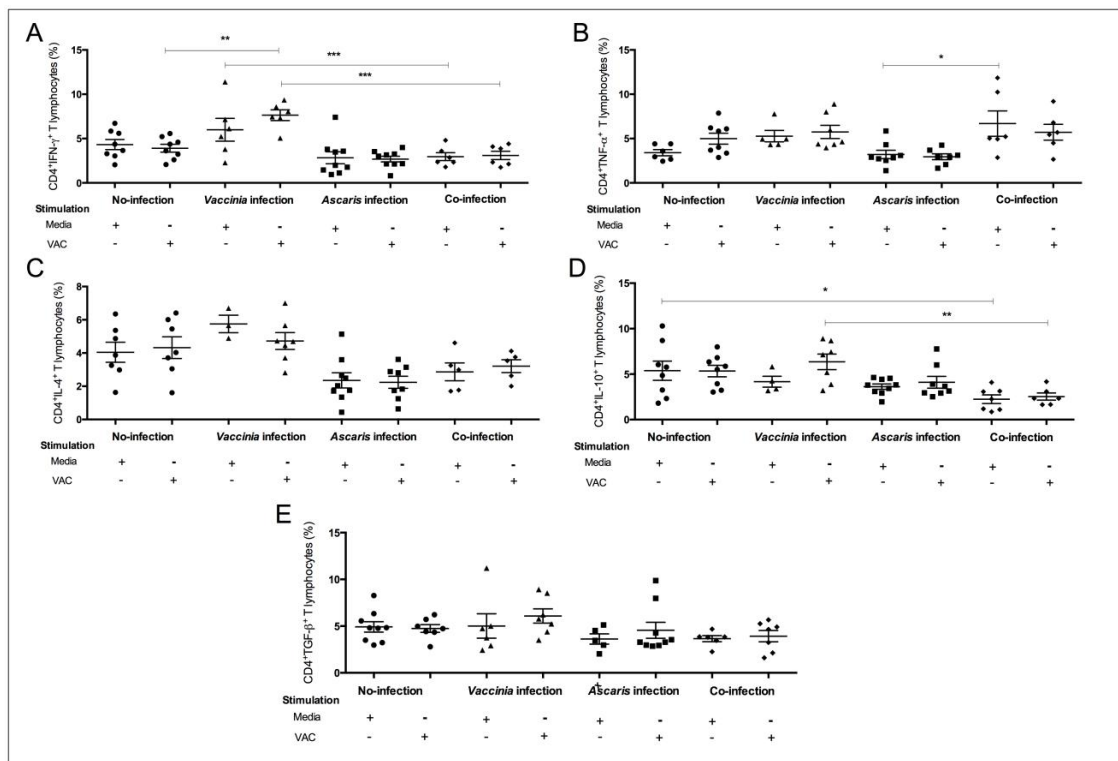 A
CD4⁺IFN-γ⁺ T lymphocytes (%)
15
10
5
0
** 
***
***
No-infection Vaccinia infection Ascaris infection Co-infection
Stimulation
Media + - + - + - + -
VAC - + - + - + - +
B
CD4⁺TNF-α⁺ T lymphocytes (%)
15
10
5
0
*
No-infection Vaccinia infection Ascaris infection Co-infection
Stimulation
Media + - + - + - + -
VAC - + - + - + - +
C
CD4⁺IL-4⁺ T lymphocytes (%)
8
6
4
2
0
No-infection Vaccinia infection Ascaris infection Co-infection
Stimulation
Media + - + - + - + -
VAC - + - + - + - +
D
CD4⁺IL-10⁺ T lymphocytes (%)
15
10
5
0
*
**
No-infection Vaccinia infection Ascaris infection Co-infection
Stimulation
Media + - + - + - + -
VAC - + - + - + - +
E
CD4⁺TGF-β⁺ T lymphocytes (%)
15
10
5
0
No-infection Vaccinia infection Ascaris infection Co-infection
Stimulation
Media + - + - + - + -
VAC - + - + - + - +